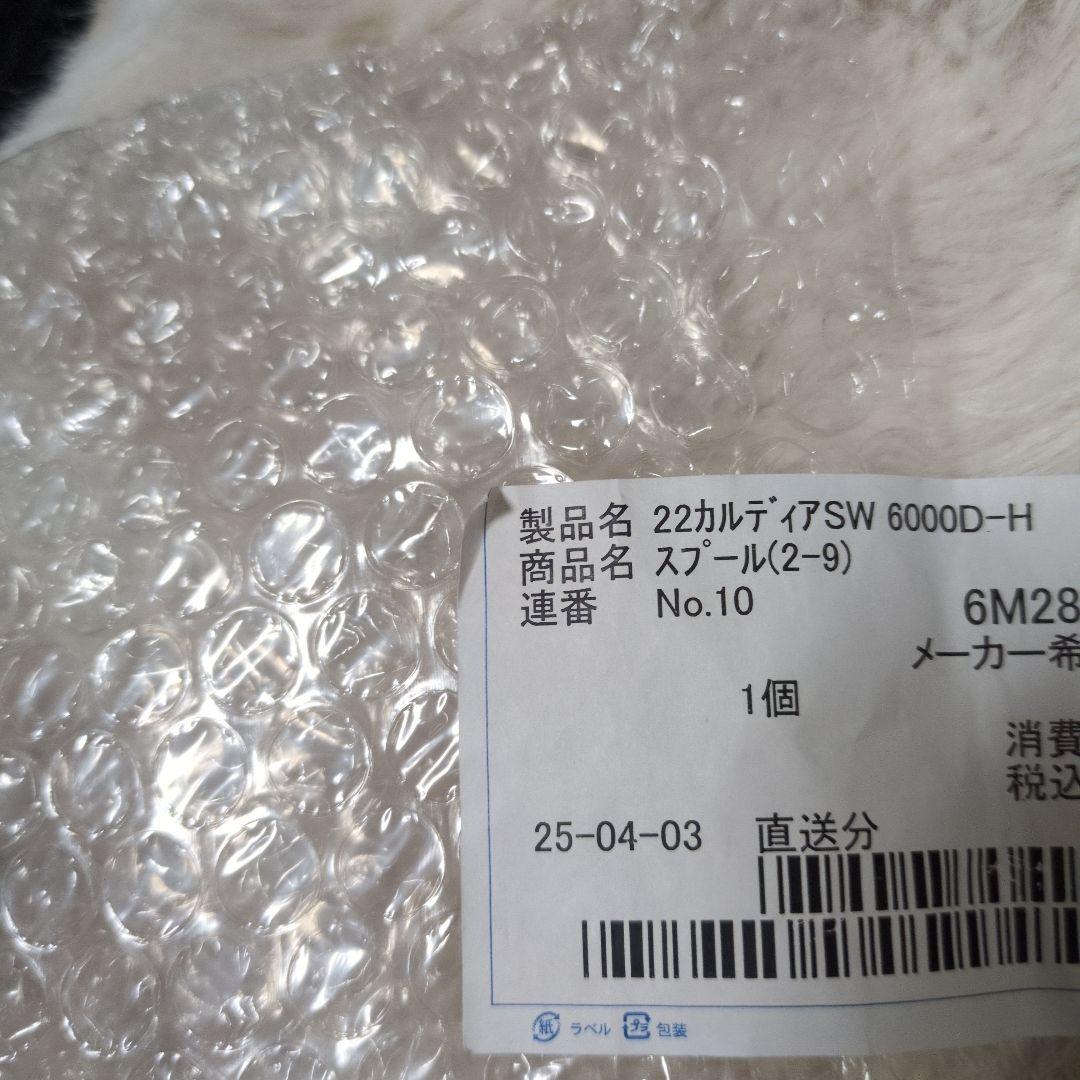 製品名 22カルディアSW 6000D-H
商品名 スプール(2-9)
連番 No.10 6M28
メーカー希
1個
消費
税込
25-04-03 直送分
紙 ラベル プラ 包装